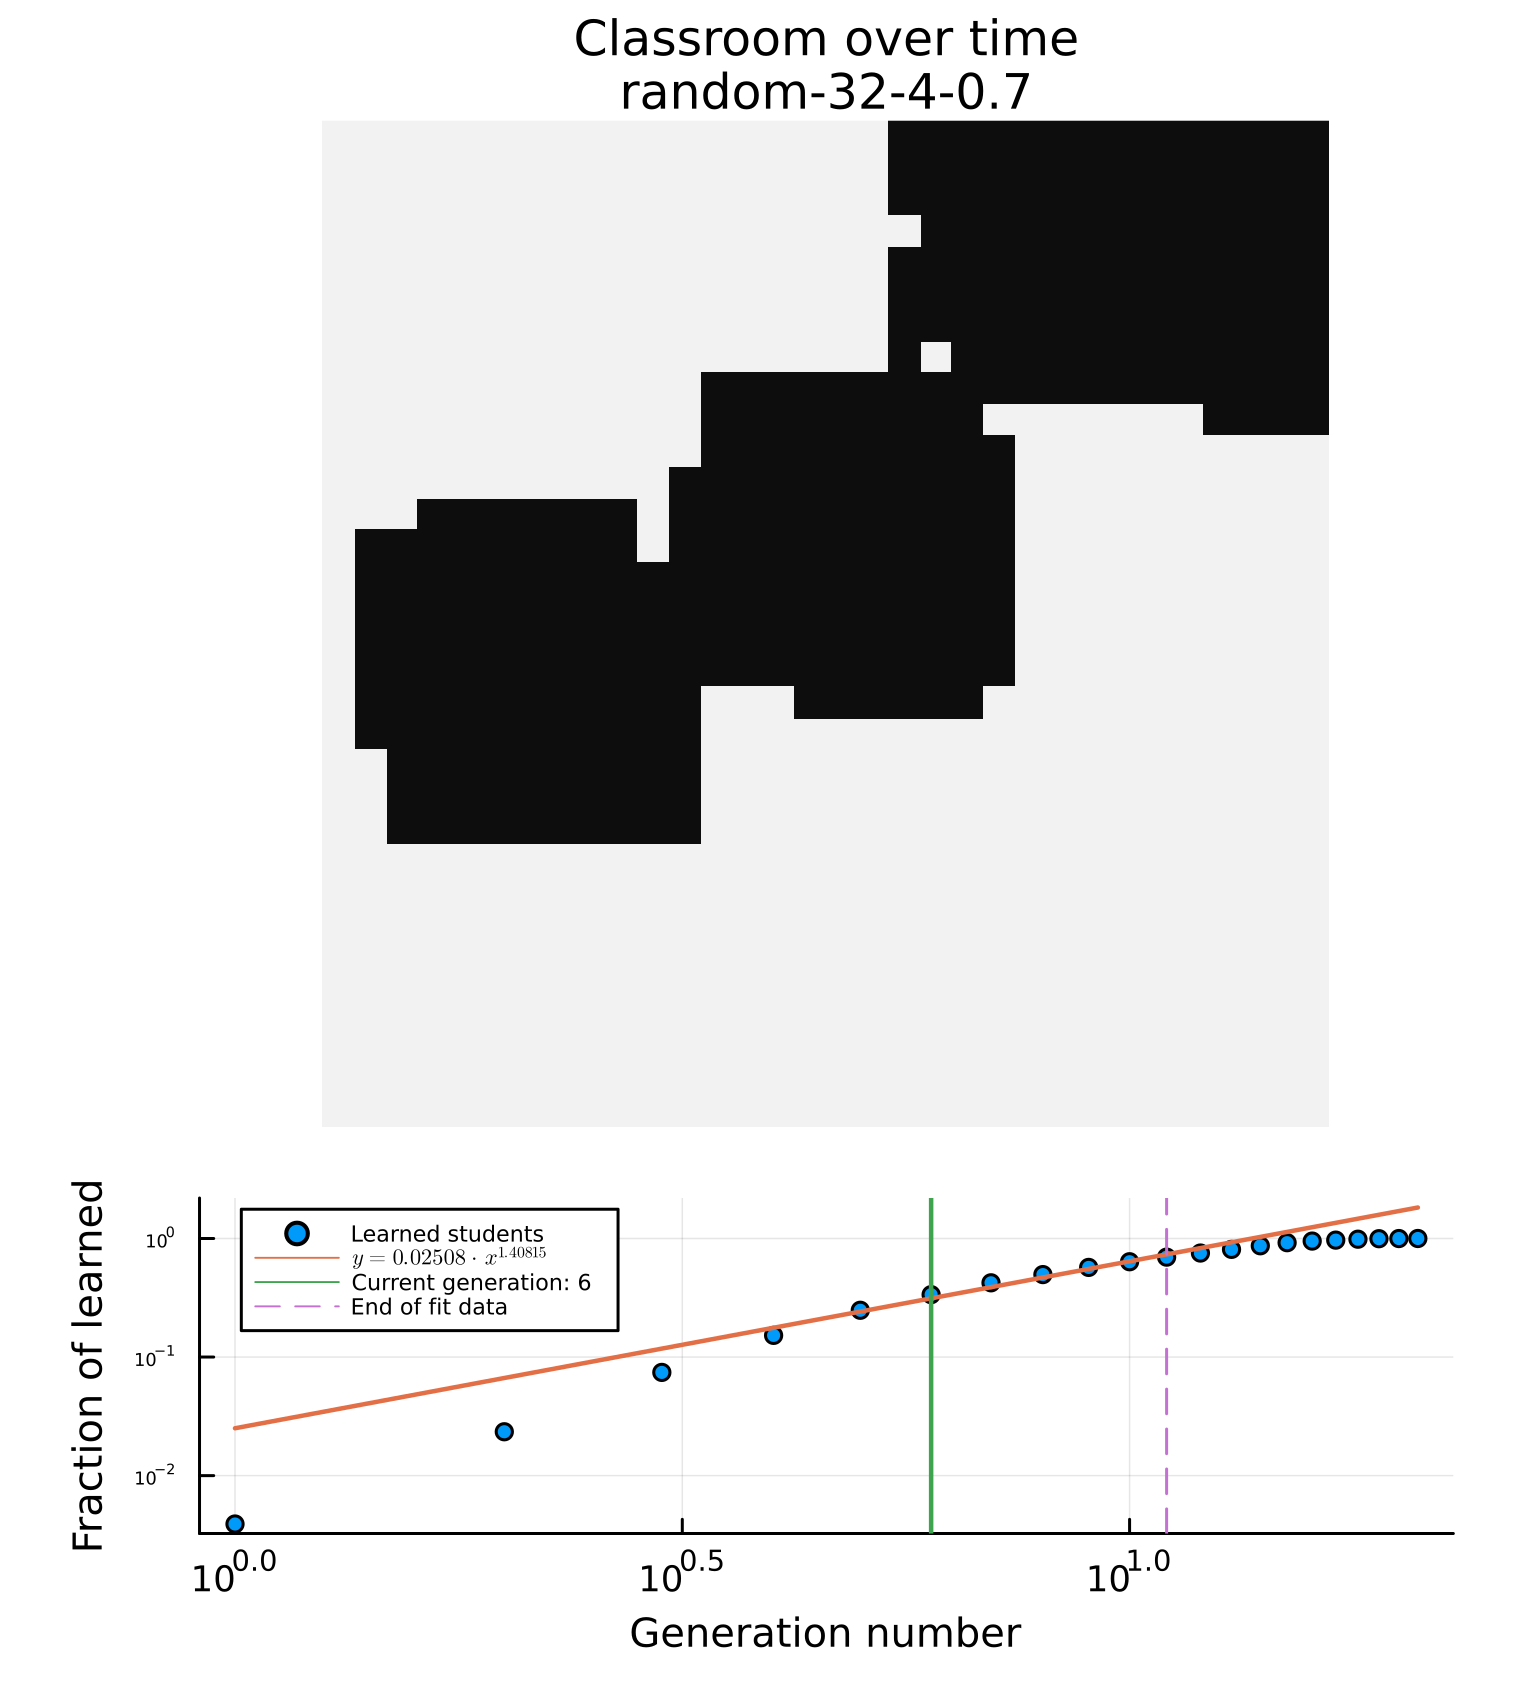 Classroom over time
random-32-4-0.7
Fraction of learned
10⁰
10⁻¹
10⁻²
Learned students
y = 0.02508 · x^1.40815
Current generation: 6
End of fit data
10^0.0
10^0.5
10^1.0
Generation number